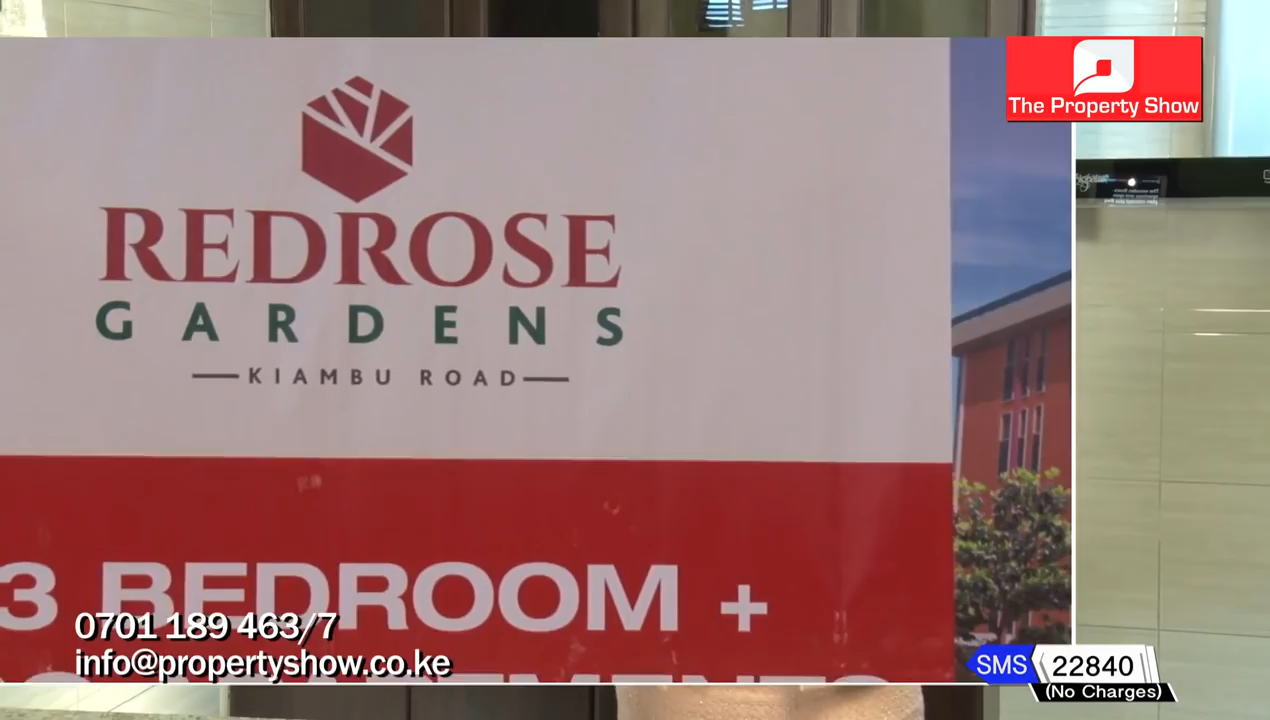 The Property Show
REDROSE
GARDENS
KIAMBU ROAD
3 BEDROOM +
0701 189 463/7
info@propertyshow.co.ke
SMS 22840
(No Charges)